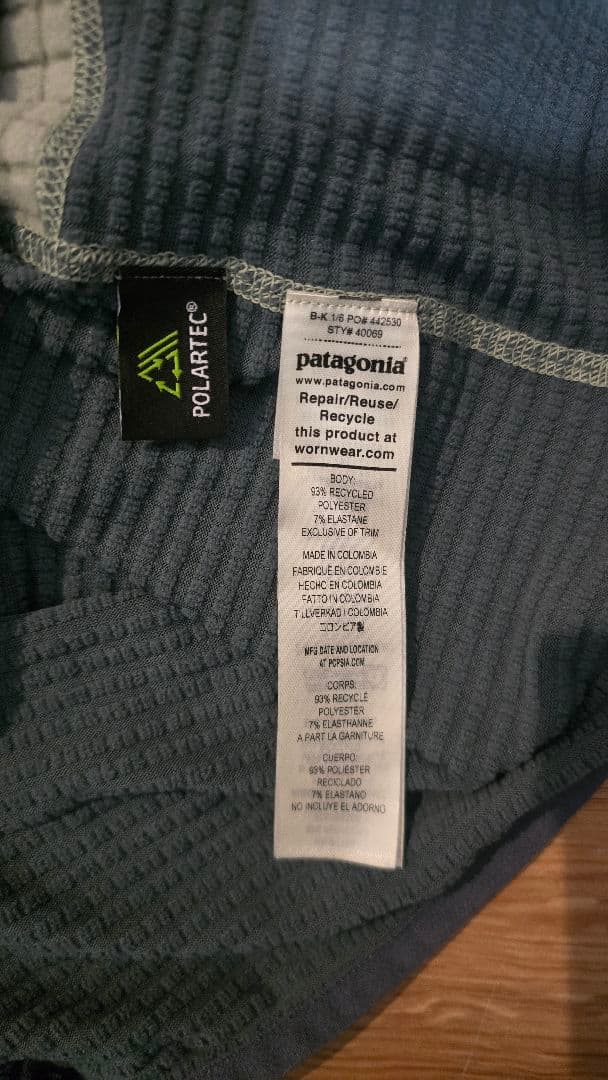 POLARTEC®
B-K 1/6 PO# 442530
STY# 40069
patagonia®
www.patagonia.com
Repair/Reuse/
Recycle
this product at
wornwear.com
BODY:
93% RECYCLED
POLYESTER
7% ELASTANE
EXCLUSIVE OF TRIM
MADE IN COLOMBIA
FABRIQUÉ EN COLOMBIE
HECHO EN COLOMBIA
FATTO IN COLOMBIA
TILLVERKAD I COLOMBIA
コロンビア製
MFG DATE AND LOCATION
AT PCPSIA.COM
CORPS:
93% RECYCLÉ
POLYESTER
7% ÉLASTHANNE
À PART LA GARNITURE
CUERPO:
93% POLIÉSTER
RECICLADO
7% ELASTANO
NO INCLUYE EL ADORNO